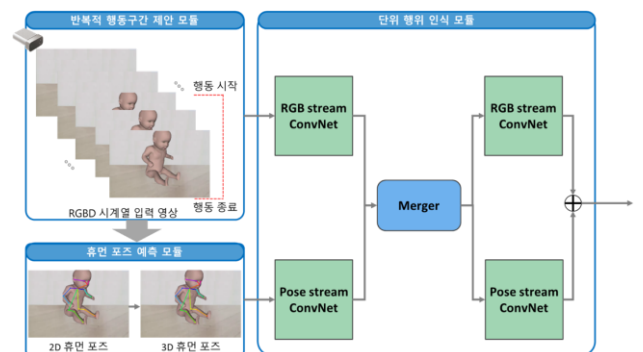 반복적 행동구간 제안 모듈
행동 시작
행동 종료
RGBD 시계열 입력 영상
휴먼 포즈 예측 모듈
2D 휴먼 포즈
3D 휴먼 포즈
단위 행위 인식 모듈
RGB stream
ConvNet
Pose stream
ConvNet
Merger
RGB stream
ConvNet
Pose stream
ConvNet